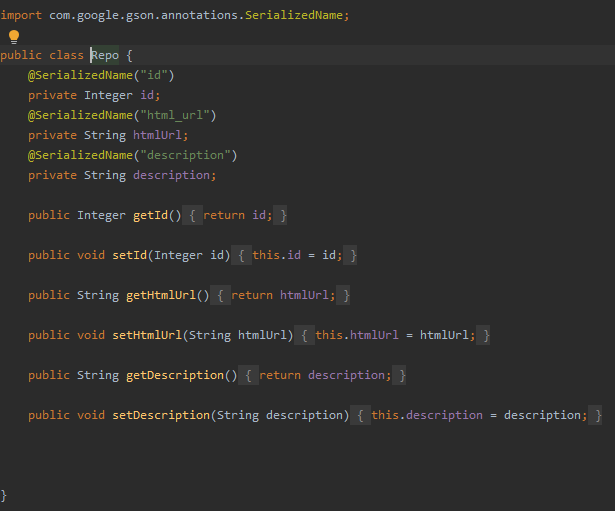 import com.google.gson.annotations.SerializedName;
public class Repo {
@SerializedName("id")
private Integer id;
@SerializedName("html_url")
private String htmlUrl;
@SerializedName("description")
private String description;
public Integer getId() { return id; }
public void setId(Integer id) { this.id = id; }
public String getHtmlUrl() { return htmlUrl; }
public void setHtmlUrl(String htmlUrl) { this.htmlUrl = htmlUrl; }
public String getDescription() { return description; }
public void setDescription(String description) { this.description = description; }
}